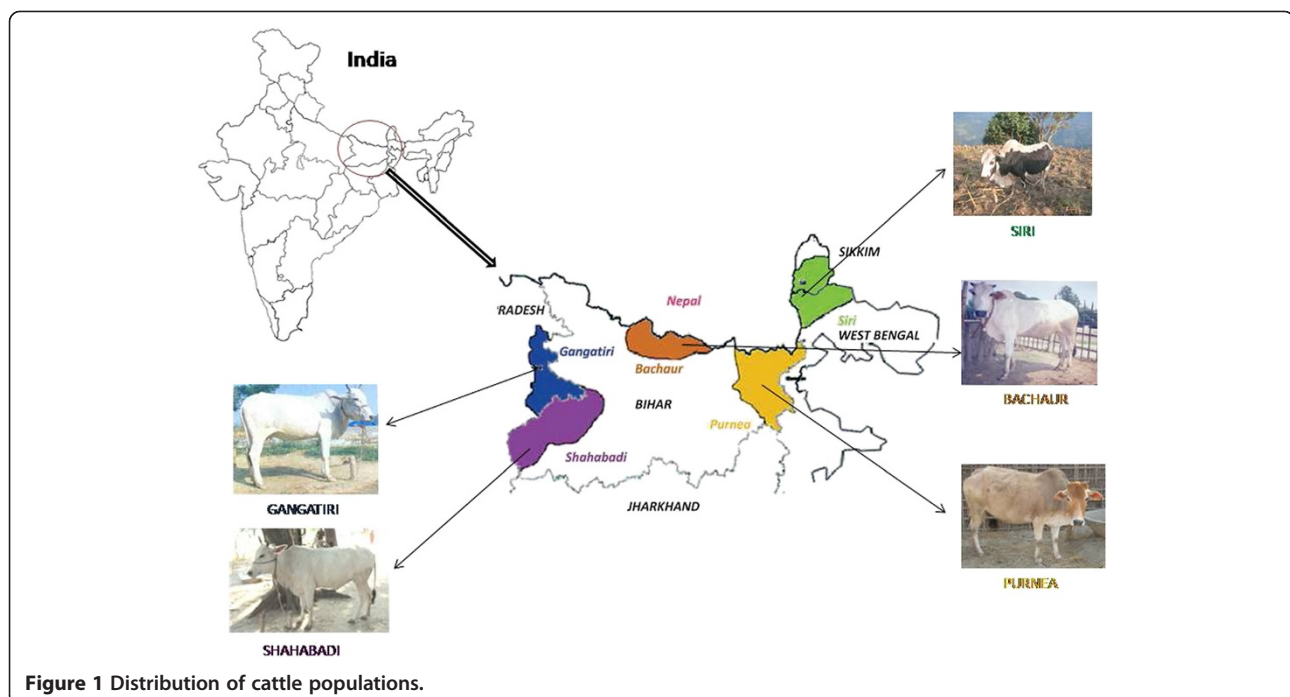 India
SIKKIM
SIRI
Nepal
'RADESH
Siri
WEST BENGAL
Gangatiri
Bachaur
BACHAUR
BIHAR
Purnea
Shahabadi
GANGATIRI
JHARKHAND
PURNEA
SHAHABADI
Figure 1 Distribution of cattle populations.